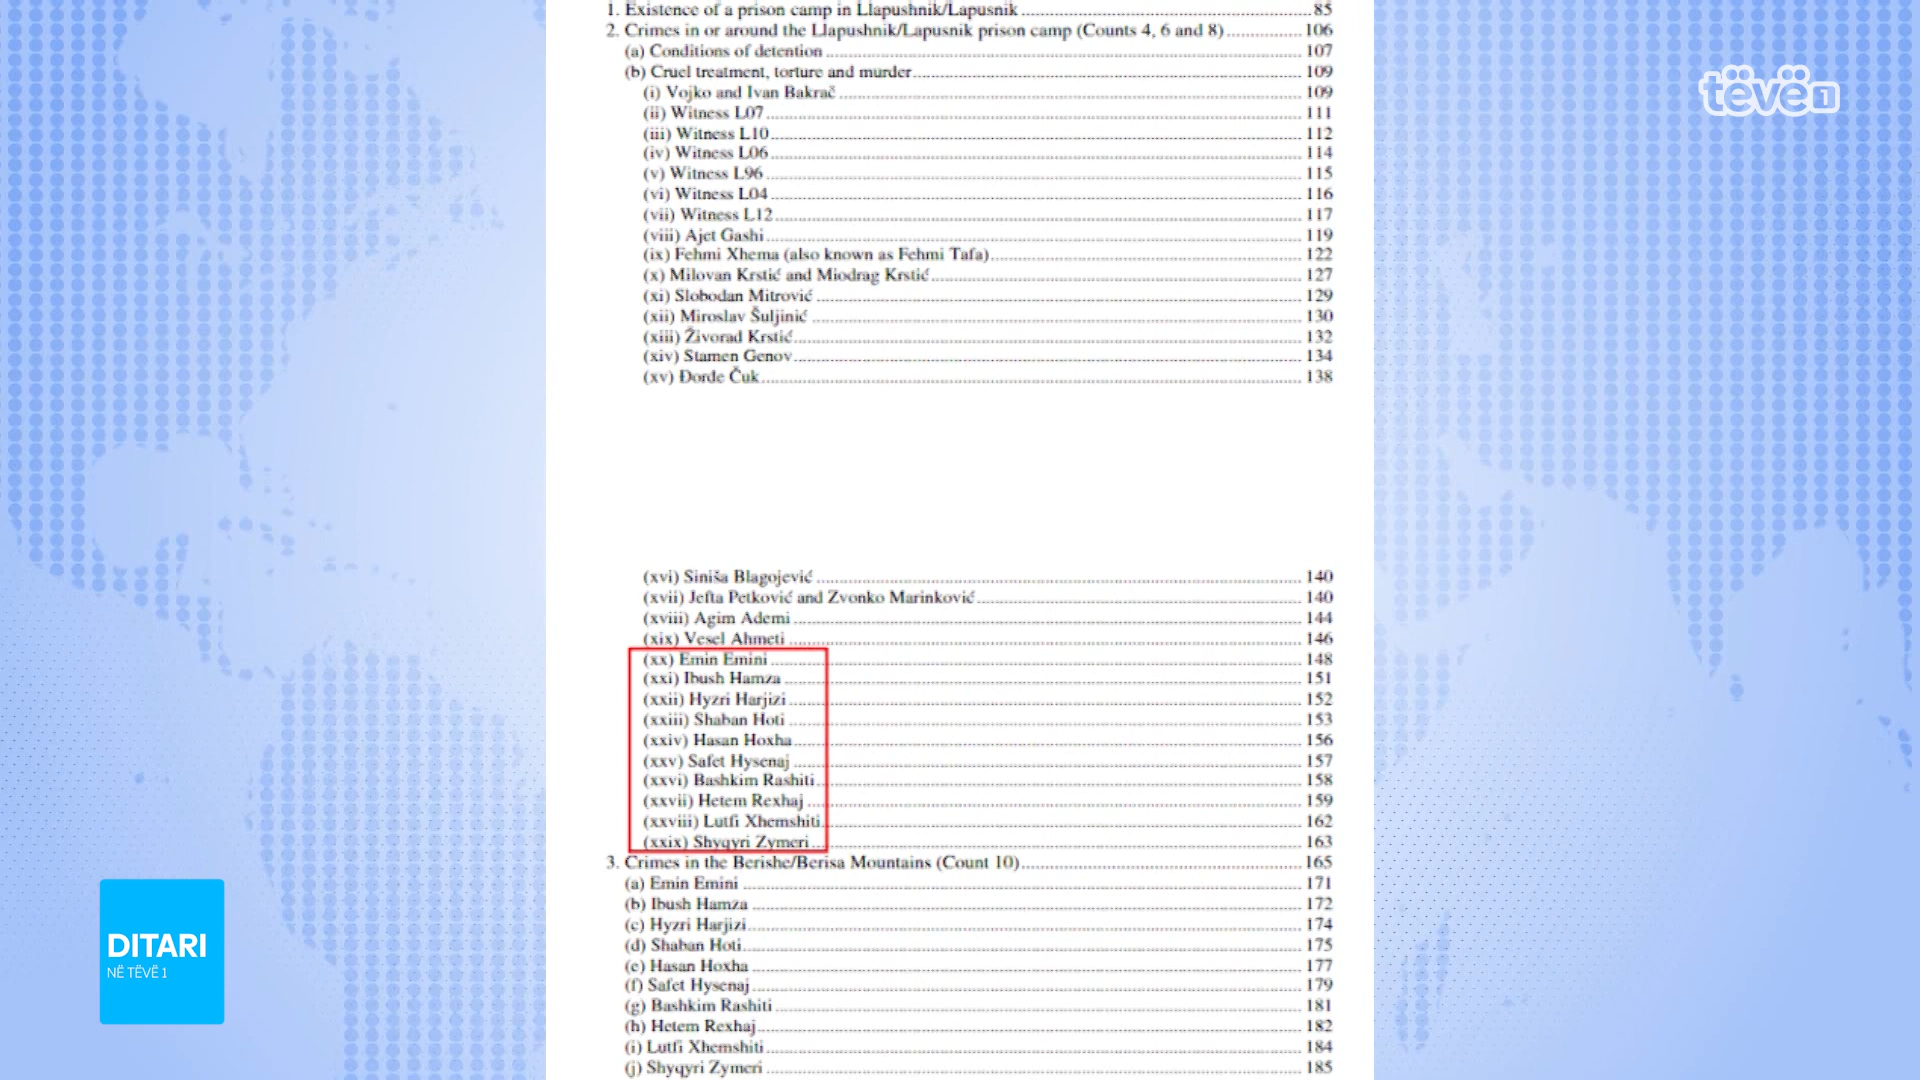 1. Existence of a prison camp in Llapushnik/Lapusnik 85
2. Crimes in or around the Llapushnik/Lapusnik prison camp (Counts 4, 6 and 8) 106
(a) Conditions of detention 107
(b) Cruel treatment, torture and murder 109
(i) Vojko and Ivan Bakrač 109
(ii) Witness L07 111
(iii) Witness L10 112
(iv) Witness L06 114
(v) Witness L96 115
(vi) Witness L04 116
(vii) Witness L12 117
(viii) Ajet Gashi 119
(ix) Fehmi Xhema (also known as Fehmi Tafa) 122
(x) Milovan Krstić and Miodrag Krstić 127
(xi) Slobodan Mitrović 129
(xii) Miroslav Šuljinić 130
(xiii) Živorad Krstić 132
(xiv) Stamen Genov 134
(xv) Đorđe Čuk 138
(xvi) Siniša Blagojević 140
(xvii) Jefta Petković and Zvonko Marinković 140
(xviii) Agim Ademi 144
(xix) Vesel Ahmeti 146
(xx) Emin Emini 148
(xxi) Ibush Hamza 151
(xxii) Hyzri Harjizi 152
(xxiii) Shaban Hoti 153
(xxiv) Hasan Hoxha 156
(xxv) Safet Hysenaj 157
(xxvi) Bashkim Rashiti 158
(xxvii) Hetem Rexhaj 159
(xxviii) Lutfi Xhemshiti 162
(xxix) Shyqyri Zymeri 163
3. Crimes in the Berishe/Berisa Mountains (Count 10) 165
(a) Emin Emini 171
(b) Ibush Hamza 172
(c) Hyzri Harjizi 174
(d) Shaban Hoti 175
(e) Hasan Hoxha 177
(f) Safet Hysenaj 179
(g) Bashkim Rashiti 181
(h) Hetem Rexhaj 182
(i) Lutfi Xhemshiti 184
(j) Shyqyri Zymeri 185
tëvë1
DITARI
NË TËVË 1